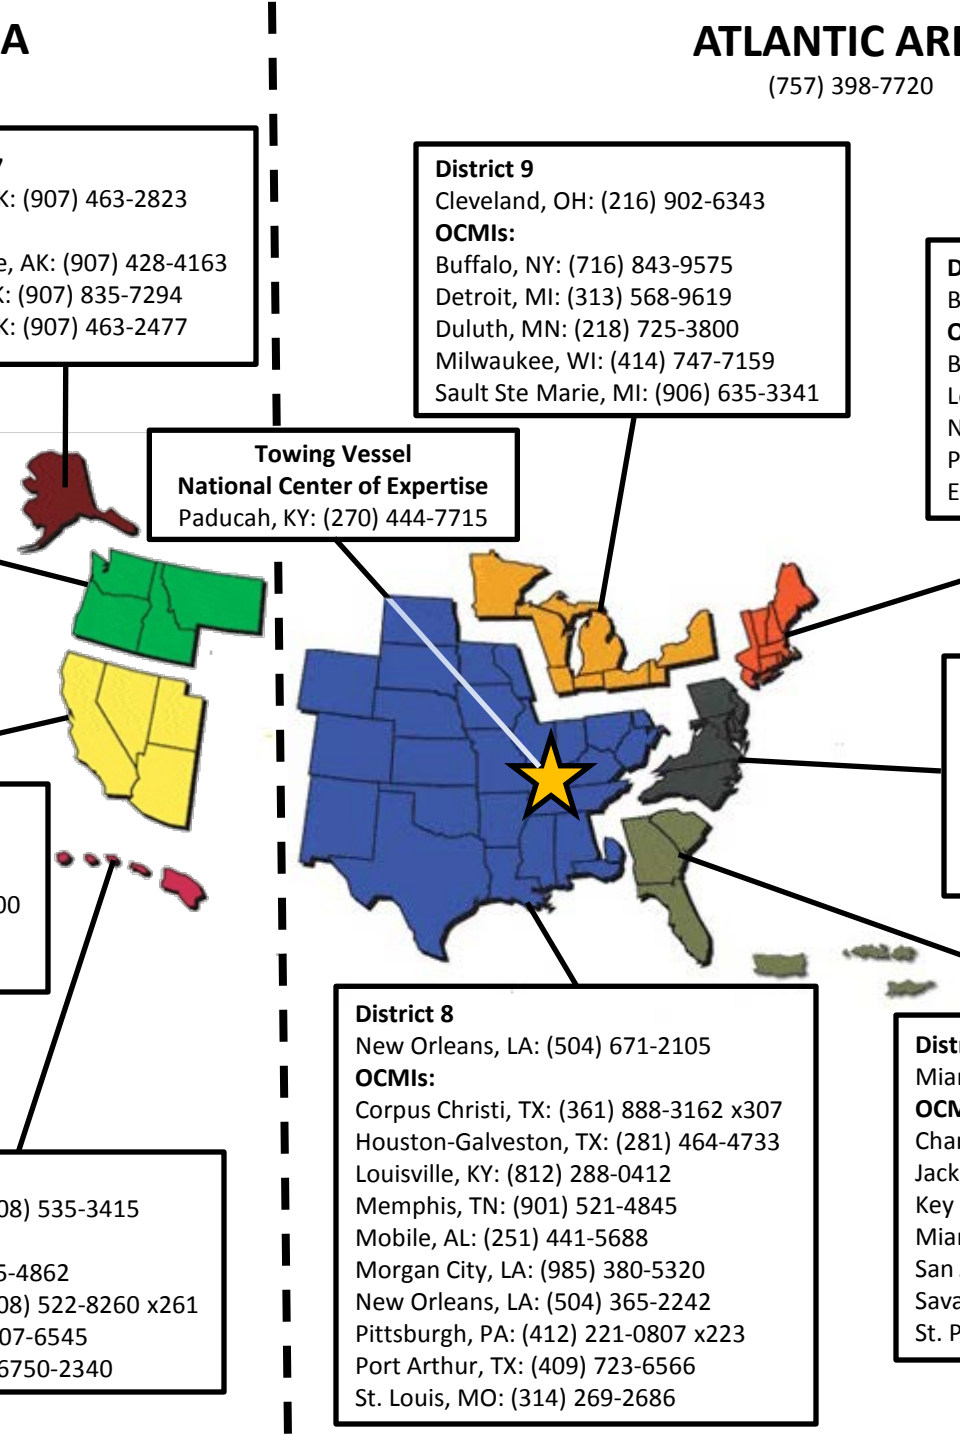 A
ATLANTIC
(757) 398-7720
(907) 463-2823
AK: (907) 428-4163
(907) 835-7294
(907) 463-2477
District 9
Cleveland, OH: (216) 902-6343
OCMIs:
Buffalo, NY: (716) 843-9575
Detroit, MI: (313) 568-9619
Duluth, MN: (218) 725-3800
Milwaukee, WI: (414) 747-7159
Sault Ste Marie, MI: (906) 635-3341
Towing Vessel
National Center of Expertise
Paducah, KY: (270) 444-7715
00
08) 535-3415
5-4862
08) 522-8260 x261
07-6545
6750-2340
District 8
New Orleans, LA: (504) 671-2105
OCMIs:
Corpus Christi, TX: (361) 888-3162 x307
Houston-Galveston, TX: (281) 464-4733
Louisville, KY: (812) 288-0412
Memphis, TN: (901) 521-4845
Mobile, AL: (251) 441-5688
Morgan City, LA: (985) 380-5320
New Orleans, LA: (504) 365-2242
Pittsburgh, PA: (412) 221-0807 x223
Port Arthur, TX: (409) 723-6566
St. Louis, MO: (314) 269-2686
Key
San
St. P